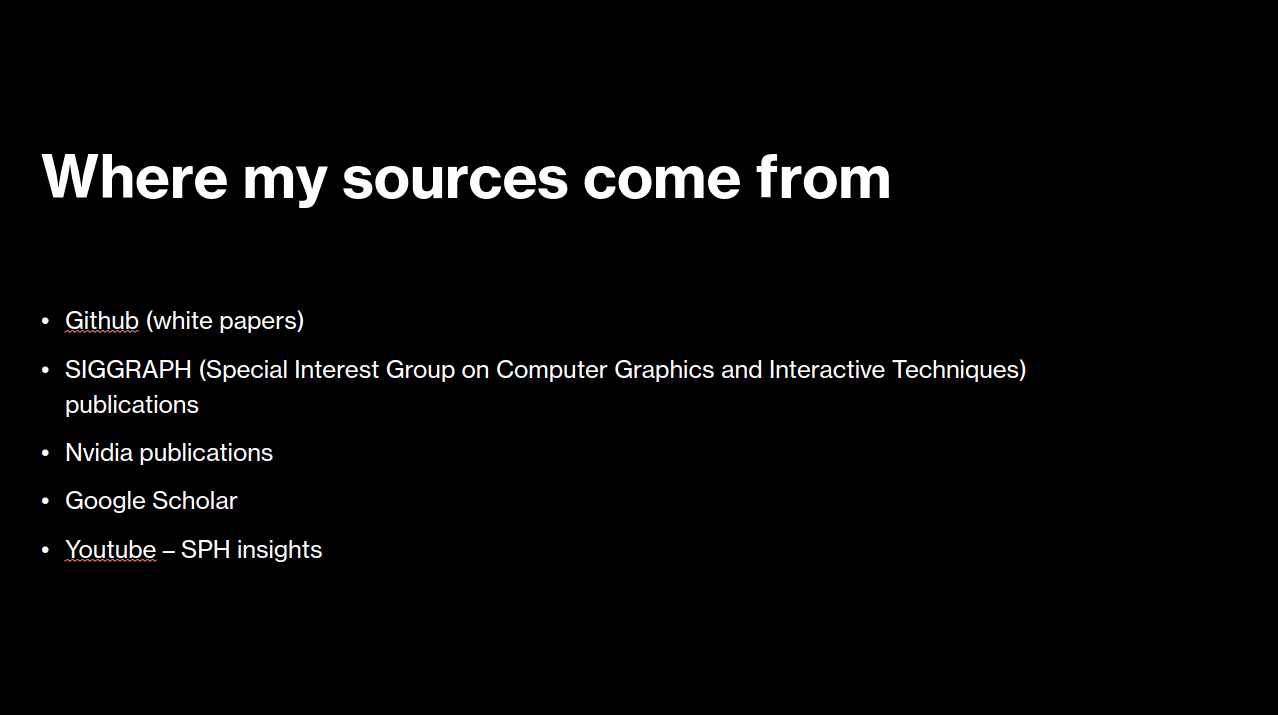 Where my sources come from
• Github (white papers)
• SIGGRAPH (Special Interest Group on Computer Graphics and Interactive Techniques)
publications
• Nvidia publications
• Google Scholar
• Youtube – SPH insights